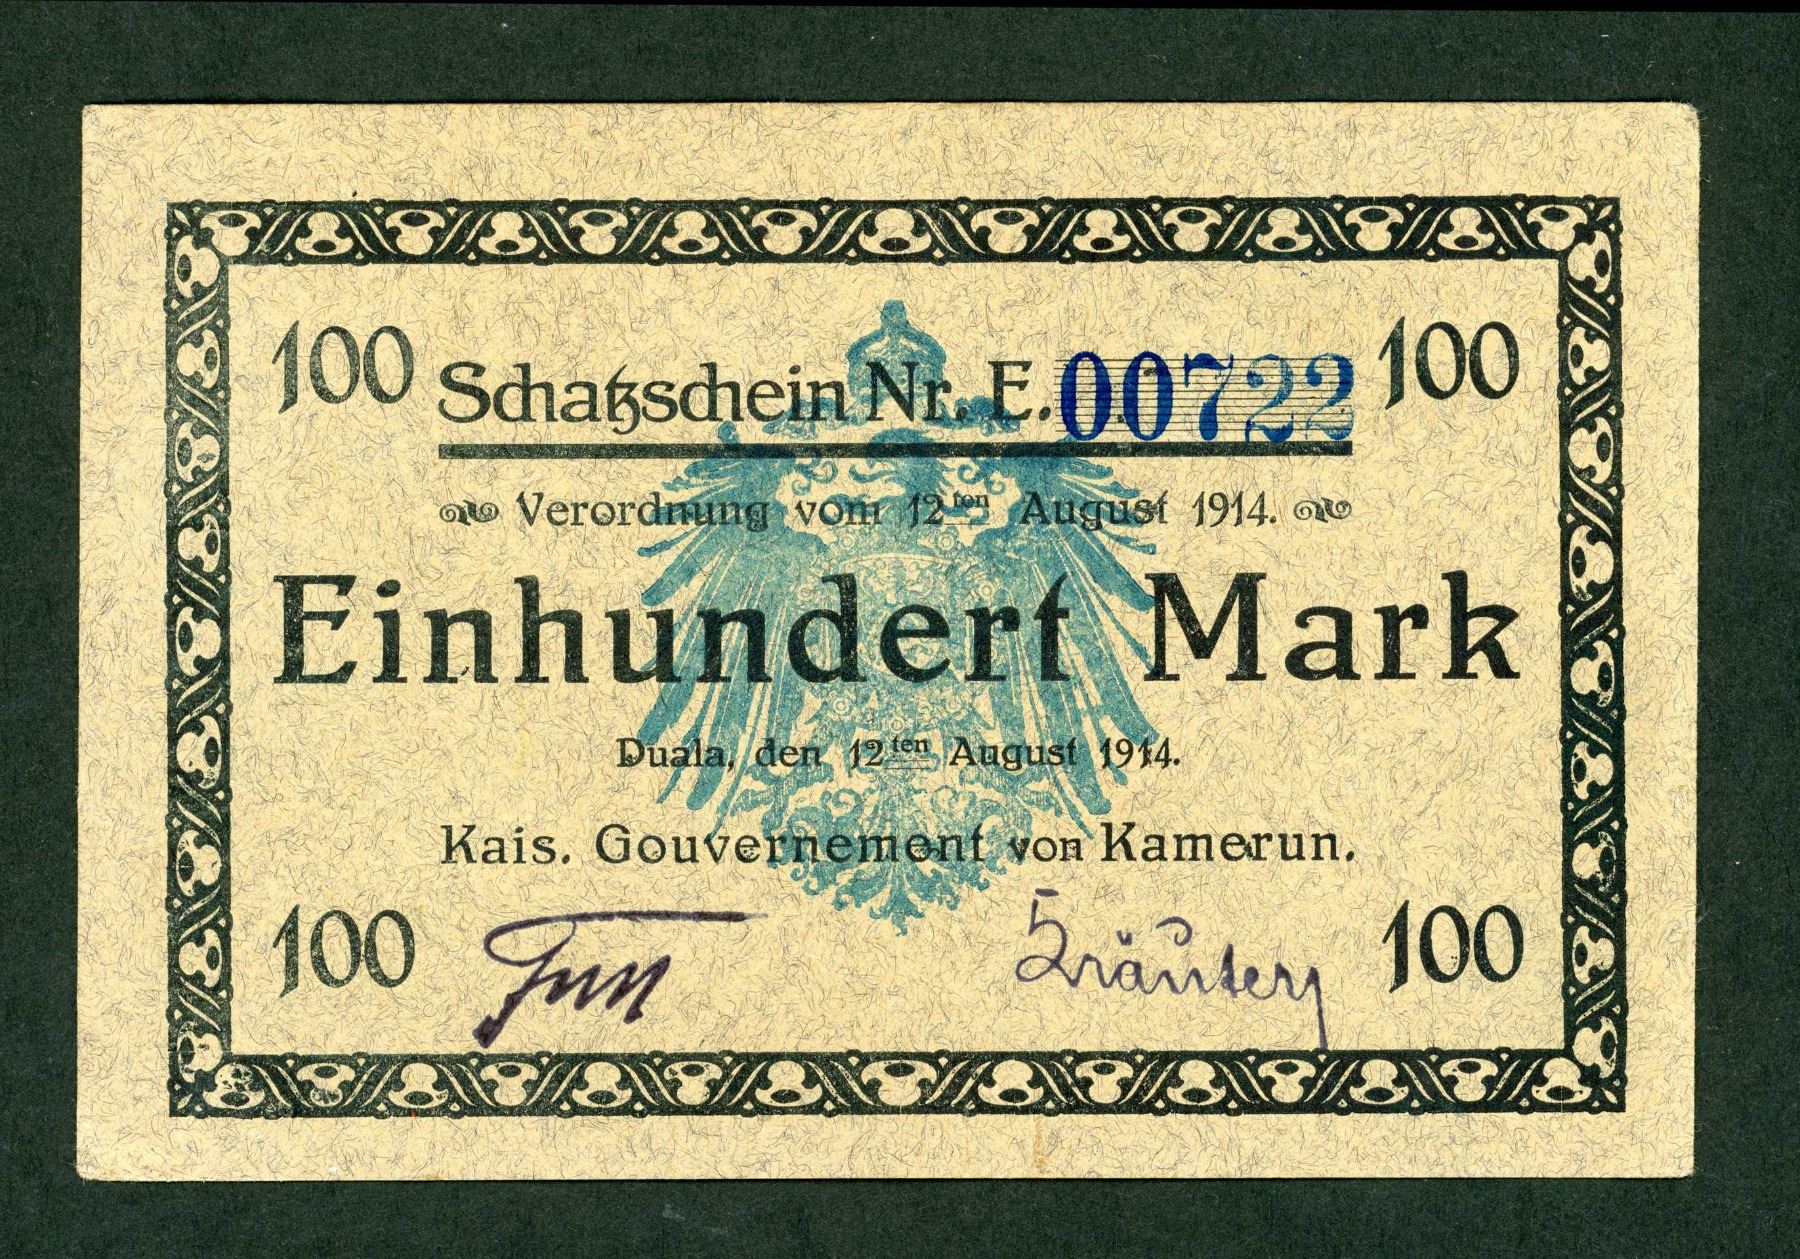 100 Schatzschein Nr. E. 00722 100
Verordnung vom 12ten August 1914.
Einhundert Mark
Duala, den 12ten August 1914.
Kais. Gouvernement von Kamerun.
100 100